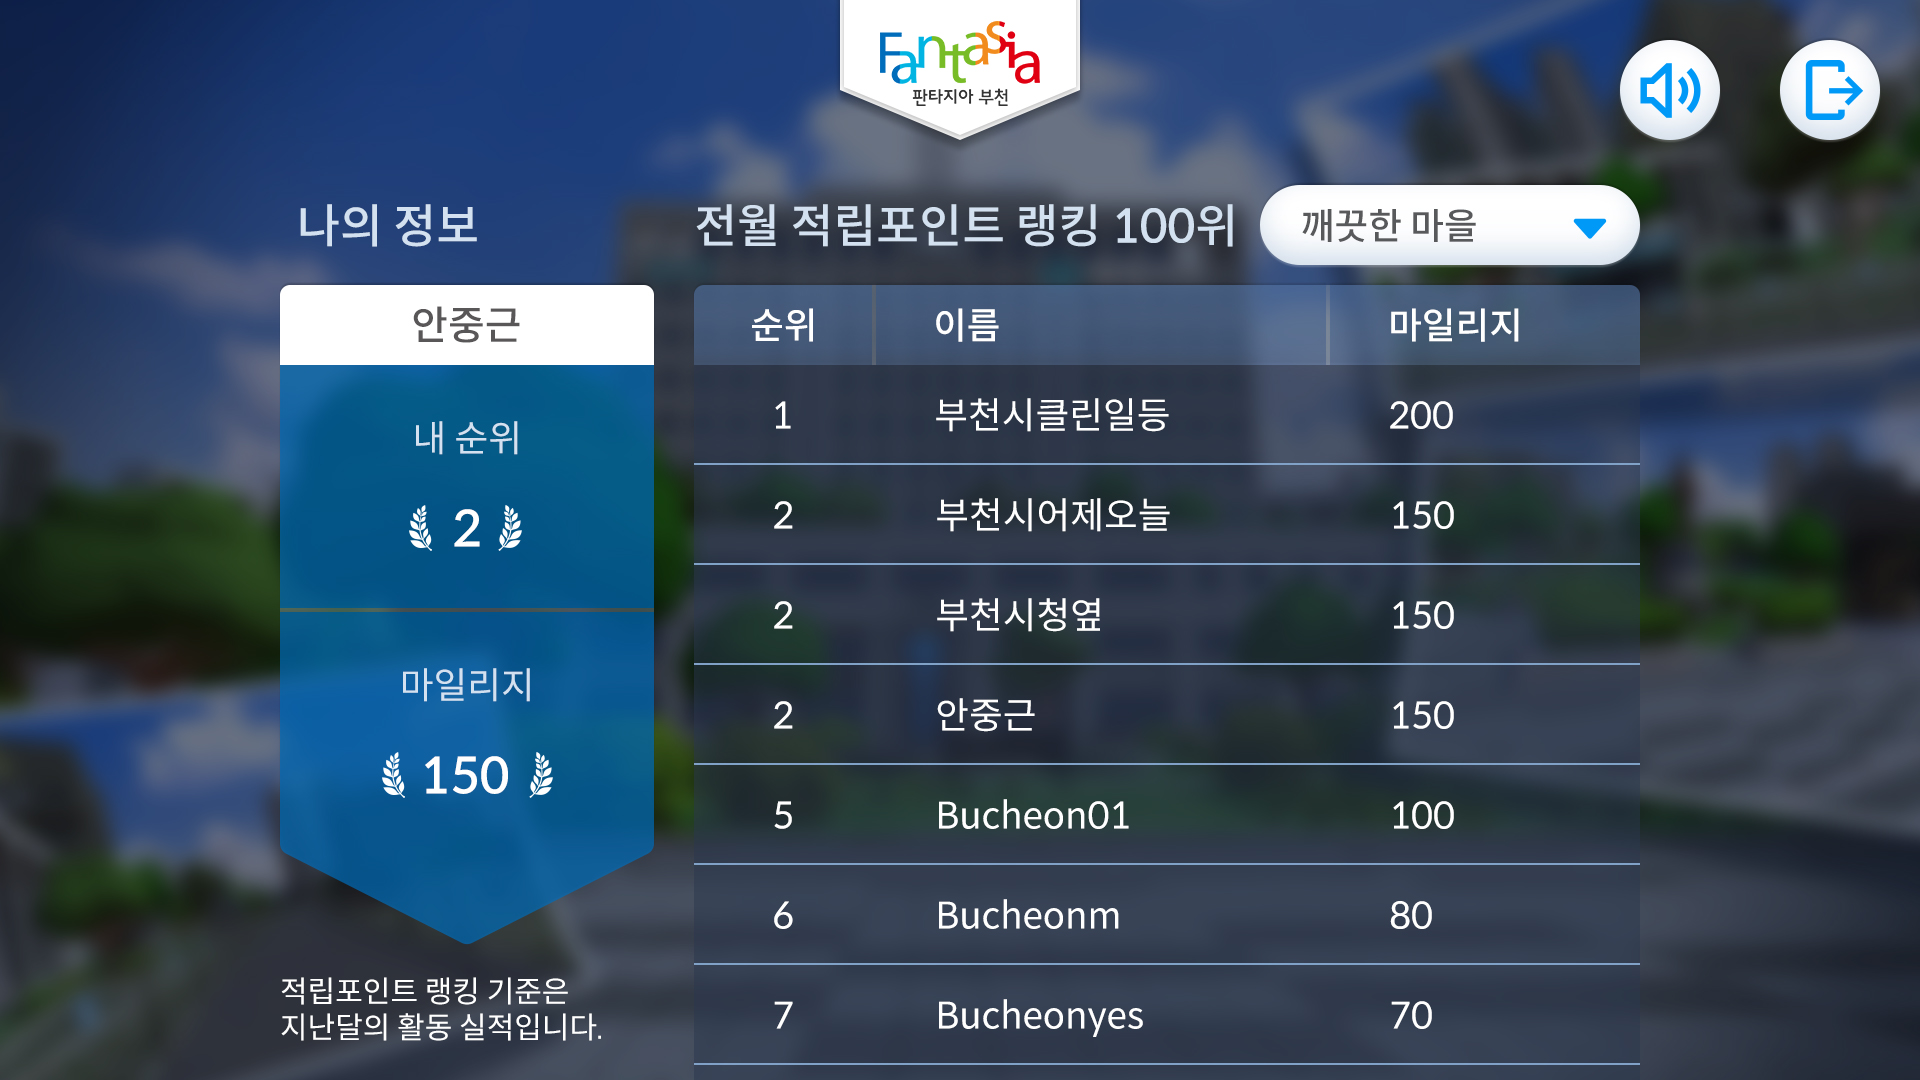 Fantasia
판타지아 부천
나의 정보
안중근
내 순위
2
마일리지
150
적립포인트 랭킹 기준은
지난달의 활동 실적입니다.
전월 적립포인트 랭킹 100위
깨끗한 마을
순위 이름 마일리지
1 부천시클린일등 200
2 부천시어제오늘 150
2 부천시청옆 150
2 안중근 150
5 Bucheon01 100
6 Bucheonm 80
7 Bucheonyes 70